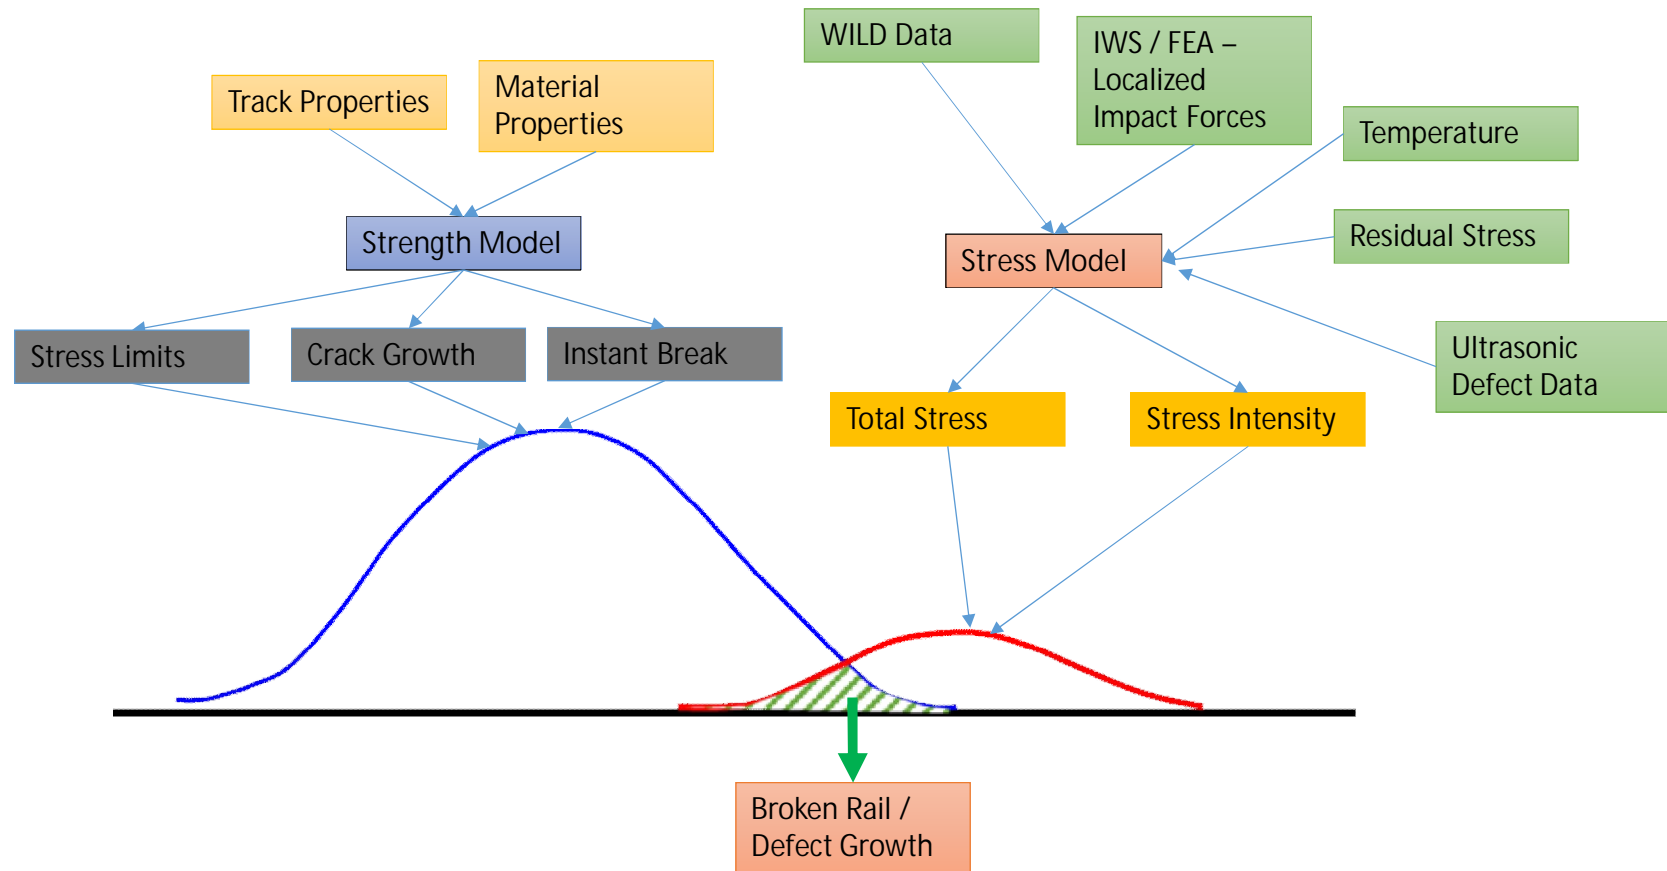 WILD Data
IWS / FEA –
Localized
Impact Forces
Track Properties
Material
Properties
Temperature
Strength Model
Stress Model
Residual Stress
Stress Limits
Crack Growth
Instant Break
Ultrasonic
Defect Data
Total Stress
Stress Intensity
Broken Rail /
Defect Growth